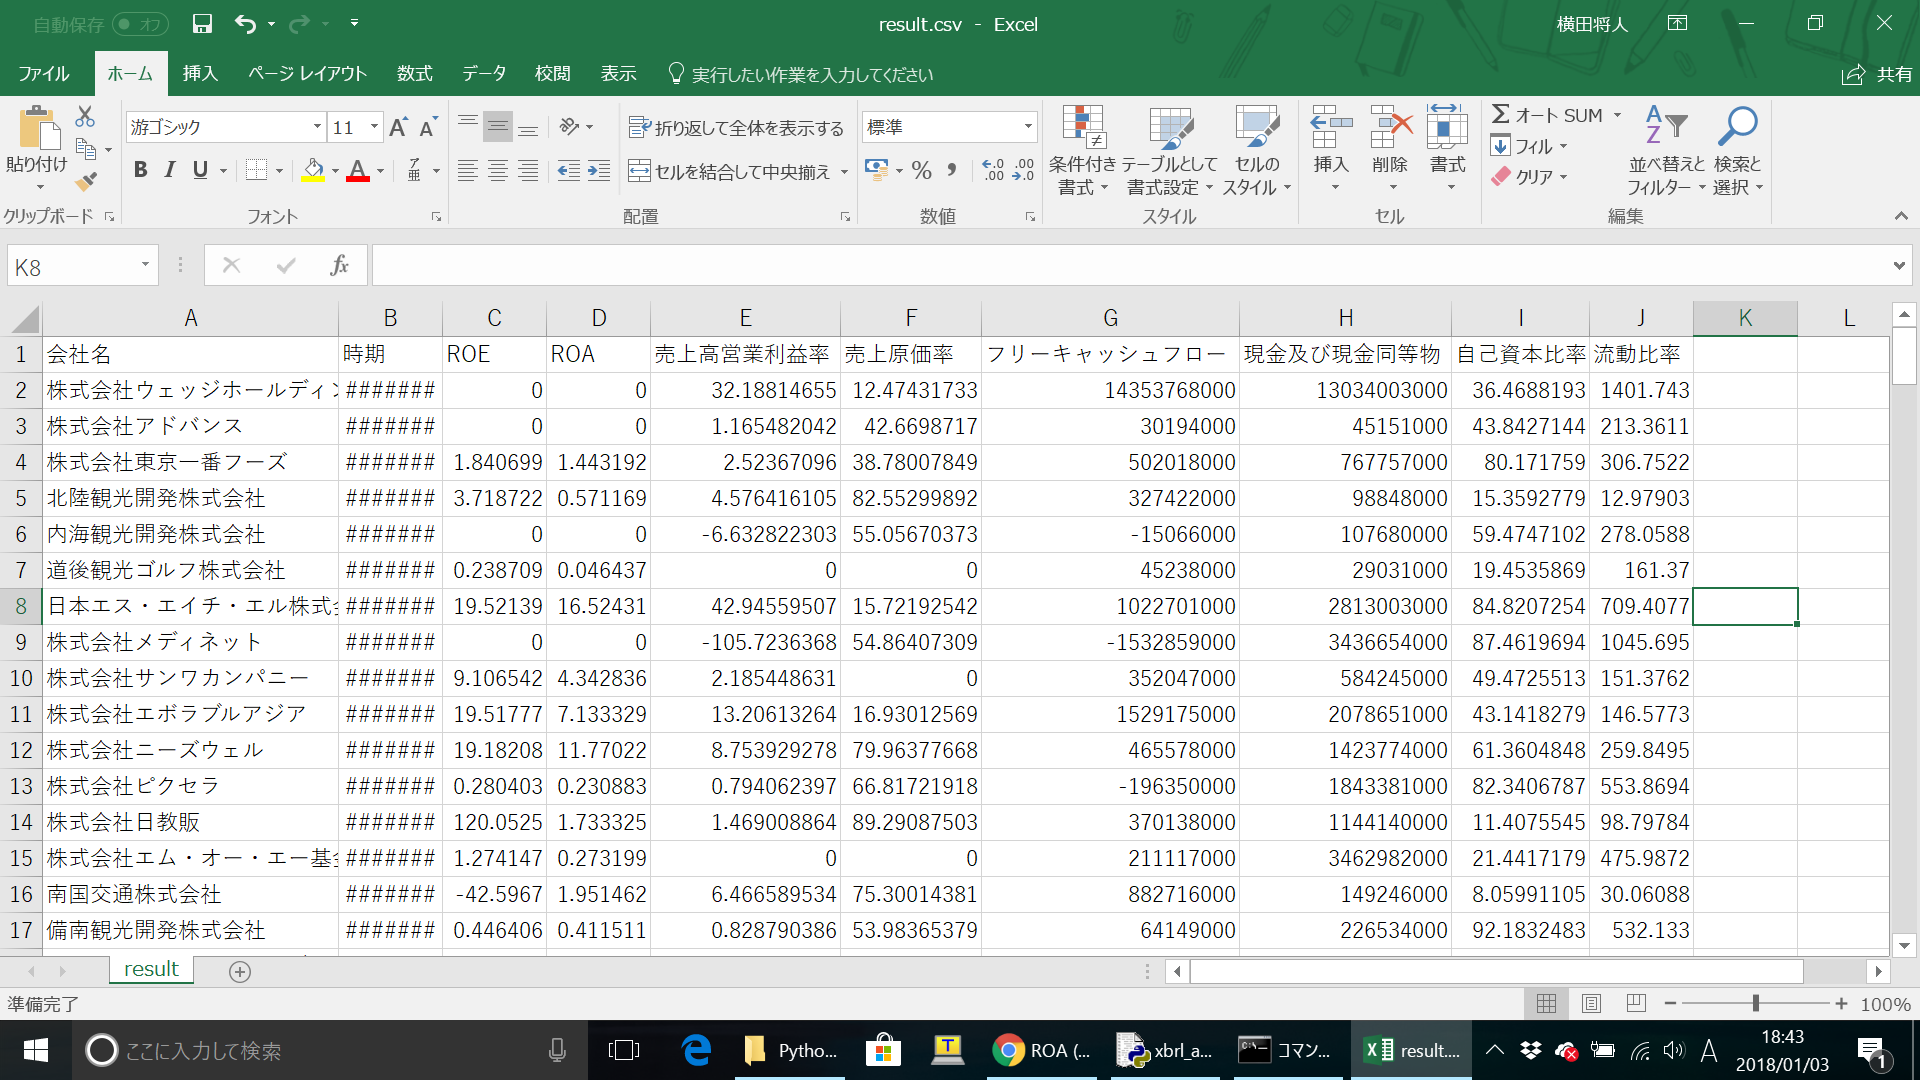 自動保存 オフ
result.csv - Excel
横田将人
ファイル ホーム 挿入 ページ レイアウト 数式 データ 校閲 表示 実行したい作業を入力してください 共有
貼り付け
クリップボード
游ゴシック 11
B I U
フォント
折り返して全体を表示する
セルを結合して中央揃え
配置
標準
%
数値
条件付き書式
テーブルとして書式設定
セルのスタイル
スタイル
挿入 削除 書式
セル
Σ オート SUM
フィル
クリア
並べ替えとフィルター
検索と選択
編集
K8 fx
A B C D E F G H I J K L
1 会社名 時期 ROE ROA 売上高営業利益率 売上原価率 フリーキャッシュフロー 現金及び現金同等物 自己資本比率 流動比率
2 株式会社ウェッジホールディン ####### 0 0 32.18814655 12.47431733 14353768000 13034003000 36.4688193 1401.743
3 株式会社アドバンス ####### 0 0 1.165482042 42.6698717 30194000 45151000 43.8427144 213.3611
4 株式会社東京一番フーズ ####### 1.840699 1.443192 2.52367096 38.78007849 502018000 767757000 80.171759 306.7522
5 北陸観光開発株式会社 ####### 3.718722 0.571169 4.576416105 82.55299892 327422000 98848000 15.3592779 12.97903
6 内海観光開発株式会社 ####### 0 0 -6.632822303 55.05670373 -15066000 107680000 59.4747102 278.0588
7 道後観光ゴルフ株式会社 ####### 0.238709 0.046437 0 0 45238000 29031000 19.4535869 161.37
8 日本エス・エイチ・エル株式会 ####### 19.52139 16.52431 42.94559507 15.72192542 1022701000 2813003000 84.8207254 709.4077
9 株式会社メディネット ####### 0 0 -105.7236368 54.86407309 -1532859000 3436654000 87.4619694 1045.695
10 株式会社サンワカンパニー ####### 9.106542 4.342836 2.185448631 0 352047000 584245000 49.4725513 151.3762
11 株式会社エボラブルアジア ####### 19.51777 7.133329 13.20613264 16.93012569 1529175000 2078651000 43.1418279 146.5773
12 株式会社ニーズウェル ####### 19.18208 11.77022 8.753929278 79.96377668 465578000 1423774000 61.3604848 259.8495
13 株式会社ピクセラ ####### 0.280403 0.230883 0.794062397 66.81721918 -196350000 1843381000 82.3406787 553.8694
14 株式会社日教販 ####### 120.0525 1.733325 1.469008864 89.29087503 370138000 1144140000 11.4075545 98.79784
15 株式会社エム・オー・エー基金 ####### 1.274147 0.273199 0 0 211117000 3462982000 21.4417179 475.9872
16 南国交通株式会社 ####### -42.5967 1.951462 6.466589534 75.30014381 882716000 149246000 8.05991105 30.06088
17 備南観光開発株式会社 ####### 0.446406 0.411511 0.828790386 53.98365379 64149000 226534000 92.1832483 532.133
result
準備完了 100%
ここに入力して検索 Pytho... ROA (... xbrl_a... コマン... result.... A 18:43
2018/01/03 1